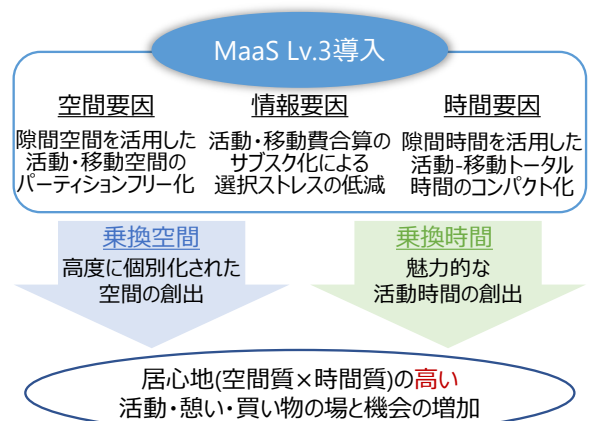 MaaS Lv.3導入
空間要因
隙間空間を活用した
活動・移動空間の
パーティションフリー化
情報要因
活動・移動費合算の
サブスク化による
選択ストレスの低減
時間要因
隙間時間を活用した
活動-移動トータル
時間のコンパクト化
乗換空間
高度に個別化された
空間の創出
乗換時間
魅力的な
活動時間の創出
居心地(空間質×時間質)の高い
活動・憩い・買い物の場と機会の増加